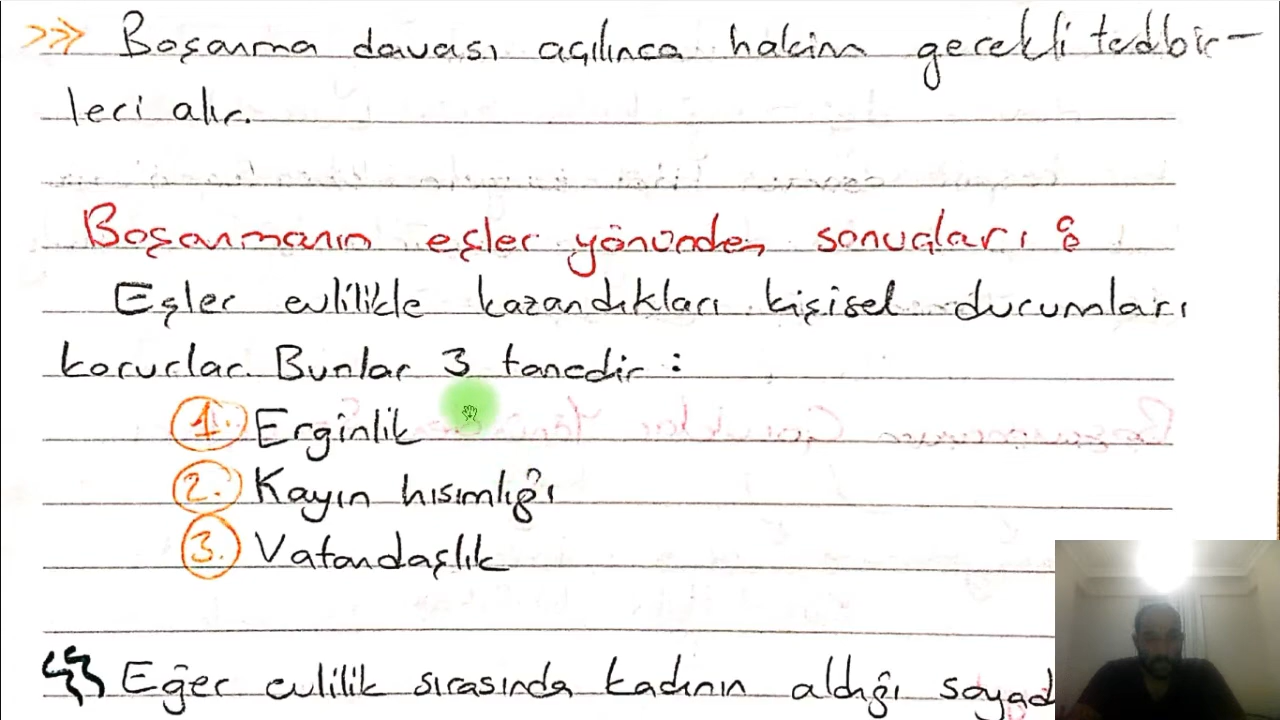 >>> Boşanma davası açılınca hakim gerekli tedbir-
leri alır.
Boşanmanın eşler yönünden sonuçları :
Eşler evlilikle kazandıkları kişisel durumları
korurlar. Bunlar 3 tanedir :
1. Erginlik
2. Kayın hısımlığı
3. Vatandaşlık
Eğer evlilik sırasında kadının aldığı soyad